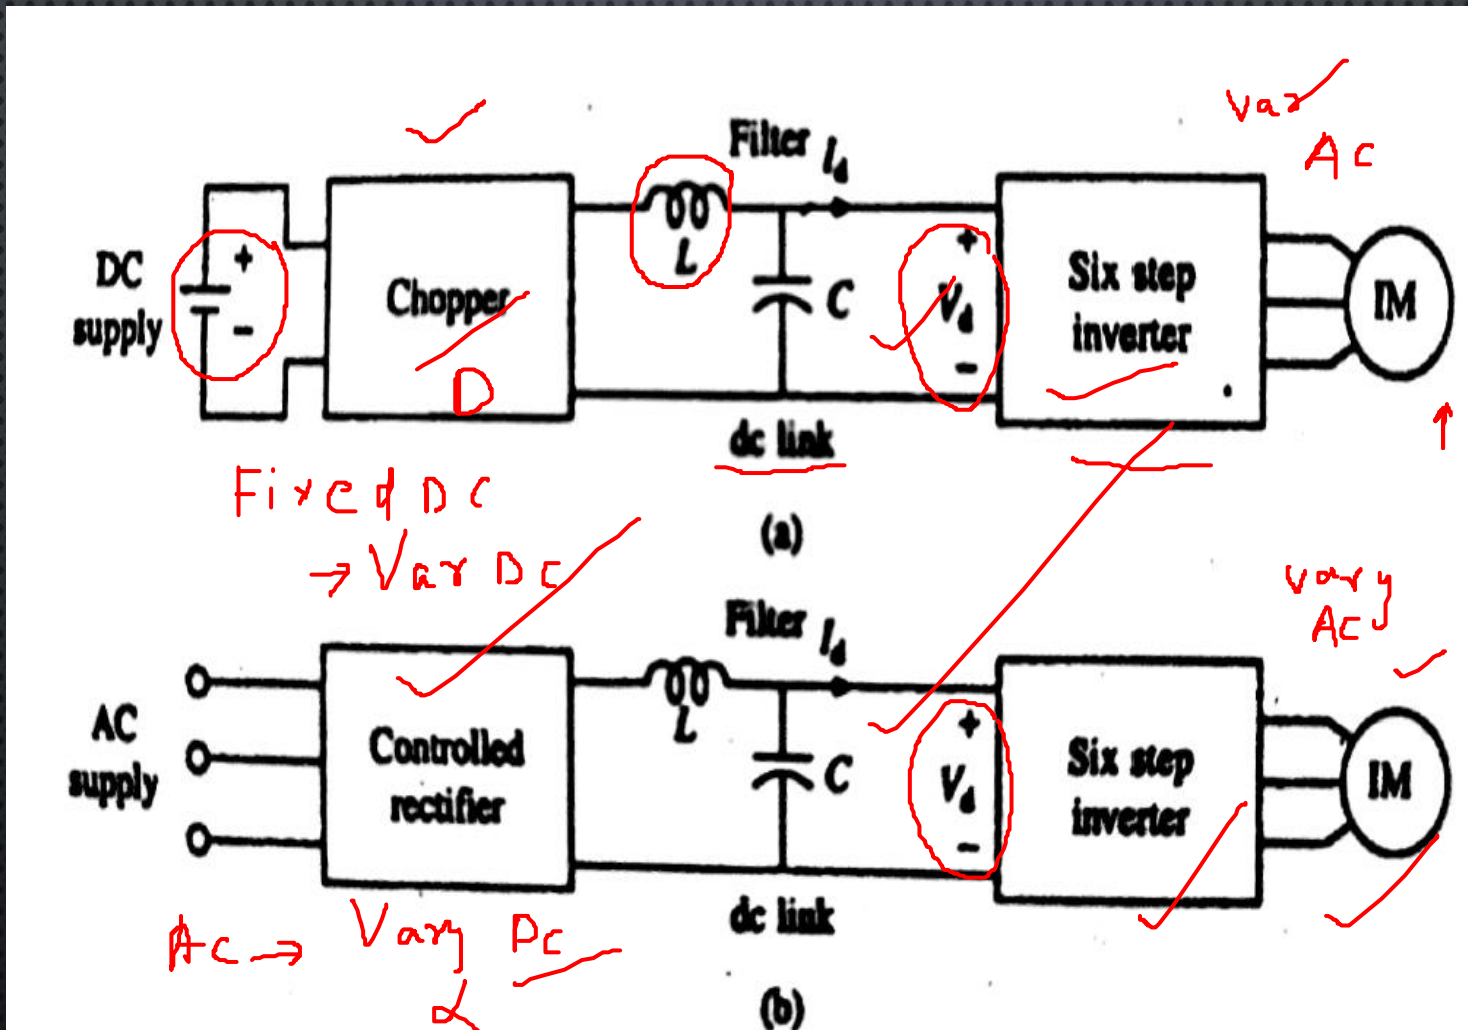 Var
AC
Filter
Id
DC
supply
+
-
Chopper
D
L
C
+
Vd
-
Six step
inverter
IM
dc link
Fixed DC
→ Var DC
(a)
Vary
AC
Filter
Id
AC
supply
Controlled
rectifier
L
C
+
Vd
-
Six step
inverter
IM
dc link
AC → Vary DC
α
(b)